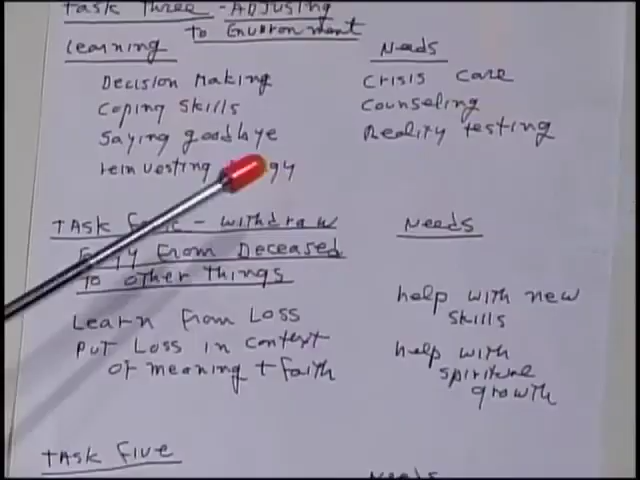 Task Three - ADJUSTING
to Environment
Learning
Needs
Decision Making
Coping Skills
Saying goodbye
reinvesting
Crisis Care
Counseling
Reality testing
TASK - Withdraw
From Deceased
To other Things
Needs
Learn From Loss
Put Loss in context
of meaning + faith
help with new
skills
help with
spiritual
growth
TASK Five
Needs